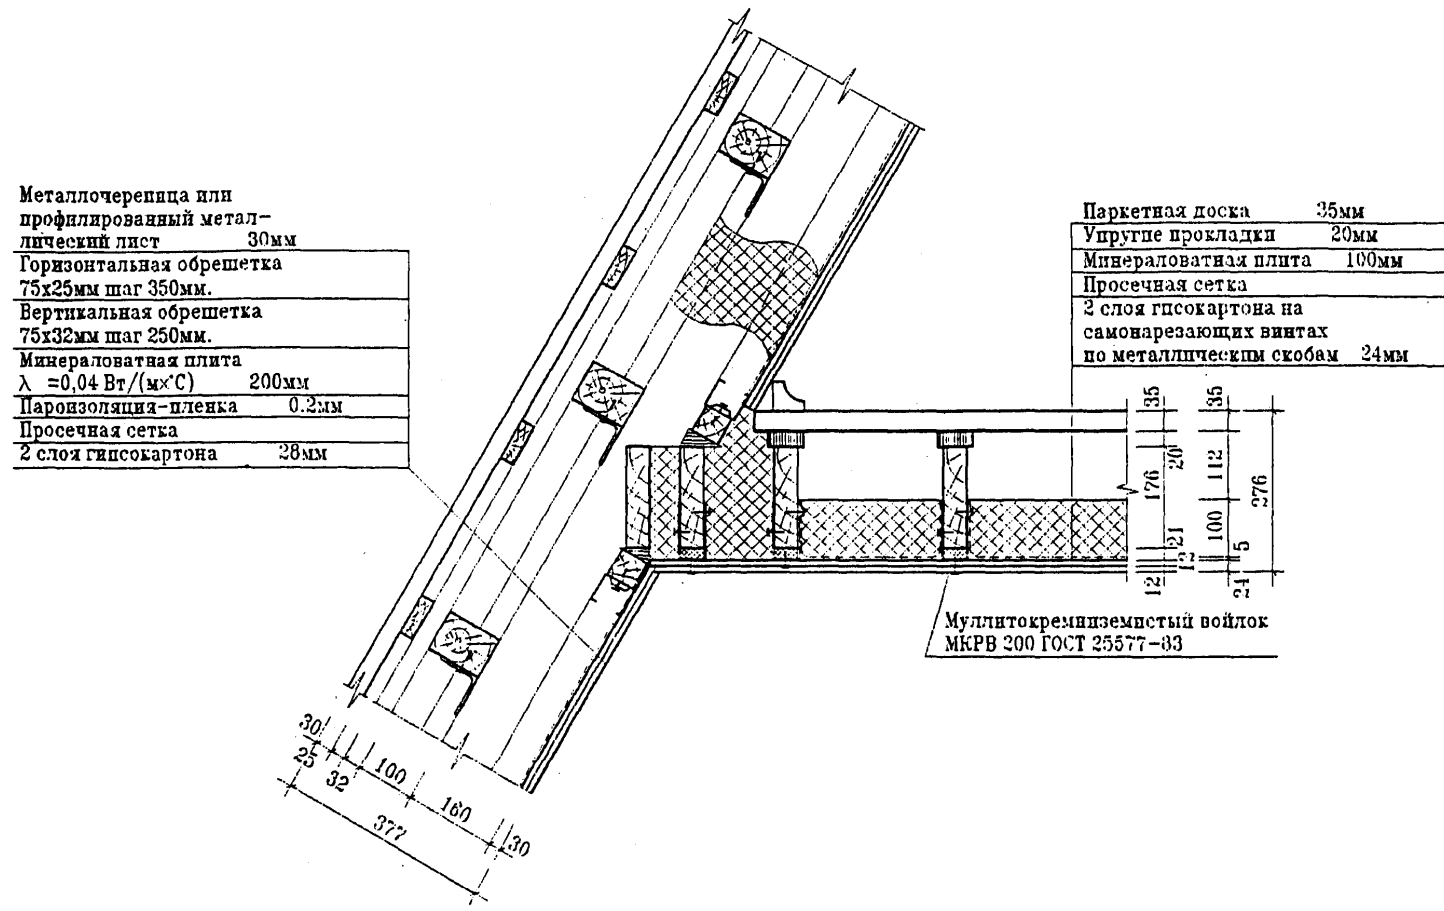 Металлочерепица или
профилированный метал-
лический лист 30мм
Горизонтальная обрешетка
75х25мм шаг 350мм.
Вертикальная обрешетка
75х32мм шаг 250мм.
Минераловатная плита
λ =0,04 Вт/(м×°С) 200мм
Пароизоляция-пленка 0.2мм
Просечная сетка
2 слоя гипсокартона 28мм
Паркетная доска 35мм
Упругие прокладки 20мм
Минераловатная плита 100мм
Просечная сетка
2 слоя гпсокартона на
самонарезающих винтах
по металлическим скобам 24мм
35
35
20
112
176
276
21
100
12
5
12
24
Муллитокремнеземистый войлок
МКРВ 200 ГОСТ 25577-83
30
25
32
100
160
30
377